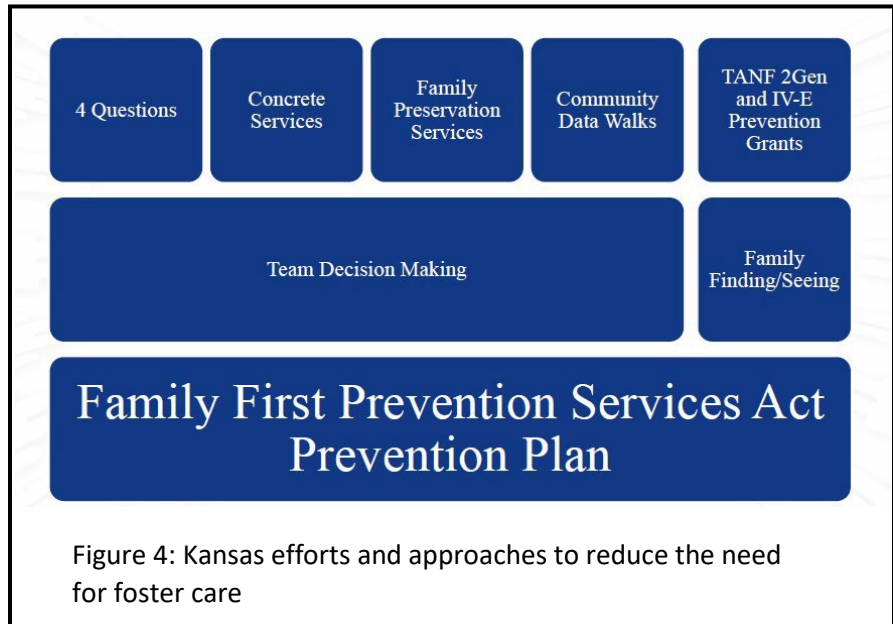 4 Questions
Concrete
Services
Family
Preservation
Services
Community
Data Walks
TANF 2Gen
and IV-E
Prevention
Grants
Team Decision Making
Family
Finding/Seeing
Family First Prevention Services Act
Prevention Plan
Figure 4: Kansas efforts and approaches to reduce the need
for foster care